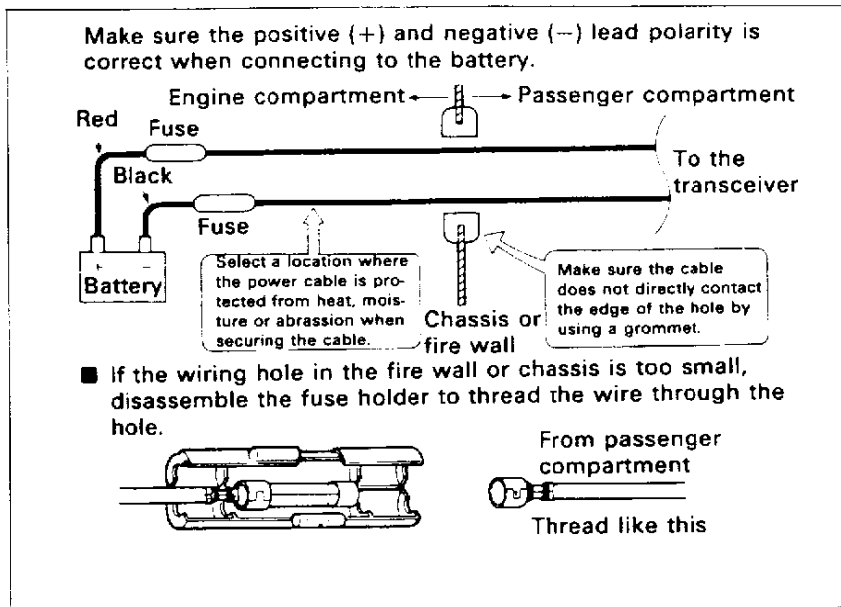 Make sure the positive (+) and negative (−) lead polarity is
correct when connecting to the battery.
Engine compartment
Passenger compartment
Red
Fuse
To the
transceiver
Black
Fuse
+ −
Battery
Select a location where
the power cable is pro-
tected from heat, mois-
ture or abrassion when
securing the cable.
Chassis or
fire wall
Make sure the cable
does not directly contact
the edge of the hole by
using a grommet.
■ If the wiring hole in the fire wall or chassis is too small,
disassemble the fuse holder to thread the wire through the
hole.
From passenger
compartment
Thread like this